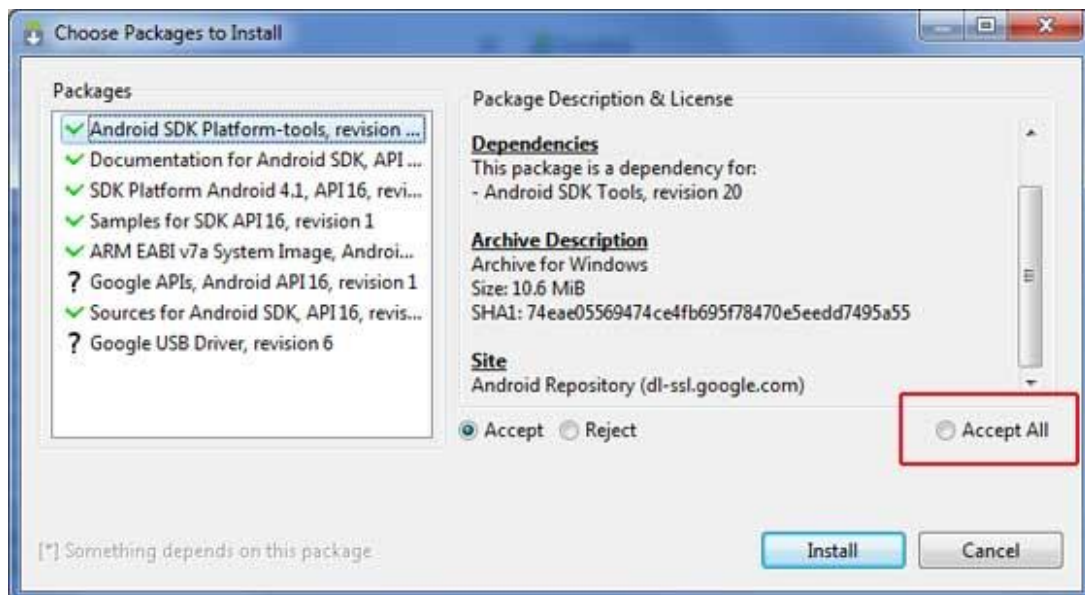 Choose Packages to Install
Packages
Android SDK Platform-tools, revision ...
Documentation for Android SDK, API ...
SDK Platform Android 4.1, API 16, revi...
Samples for SDK API 16, revision 1
ARM EABI v7a System Image, Androi...
? Google APIs, Android API 16, revision 1
Sources for Android SDK, API 16, revis...
? Google USB Driver, revision 6
Package Description & License
Dependencies
This package is a dependency for:
- Android SDK Tools, revision 20
Archive Description
Archive for Windows
Size: 10.6 MiB
SHA1: 74eae05569474ce4fb695f78470e5eedd7495a55
Site
Android Repository (dl-ssl.google.com)
Accept Reject Accept All
[*] Something depends on this package
Install Cancel